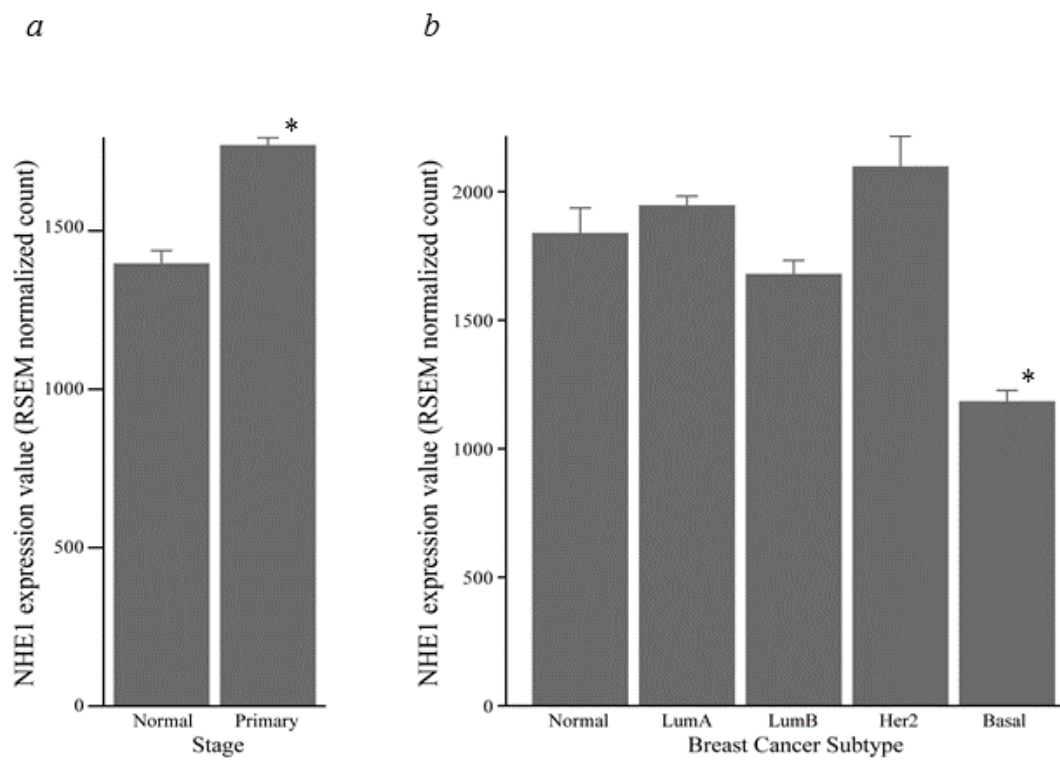 a
b
NHE1 expression value (RSEM normalized count)
1500
1000
500
0
*
Normal
Primary
Stage
NHE1 expression value (RSEM normalized count)
2000
1500
1000
500
0
*
Normal
LumA
LumB
Her2
Basal
Breast Cancer Subtype